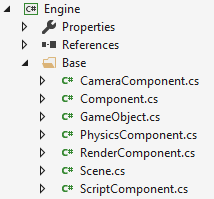 Engine
Properties
References
Base
C# CameraComponent.cs
C# Component.cs
C# GameObject.cs
C# PhysicsComponent.cs
C# RenderComponent.cs
C# Scene.cs
C# ScriptComponent.cs